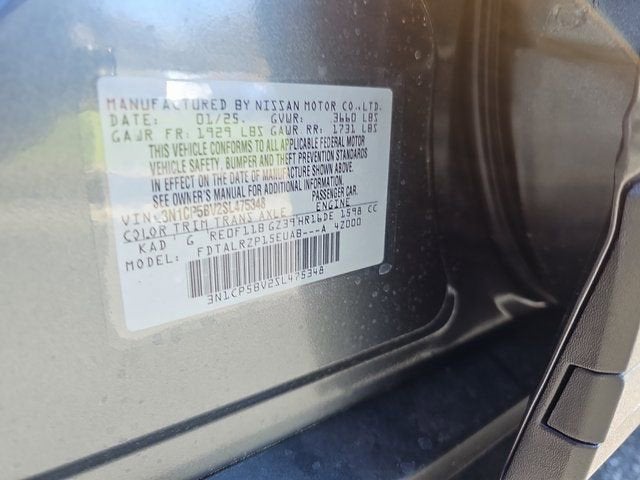 MANUFACTURED BY NISSAN MOTOR CO.,LTD.
DATE: 01/25. GVWR: 3660 LBS
GAWR FR: 1929 LBS GAWR RR: 1731 LBS
THIS VEHICLE CONFORMS TO ALL APPLICABLE FEDERAL MOTOR
VEHICLE SAFETY, BUMPER AND THEFT PREVENTION STANDARDS
IN EFFECT ON THE DATE OF MANUFACTURE SHOWN ABOVE.
SEE OWNER'S MANUAL FOR ADDITIONAL INFORMATION.
VIN: 3N1CP5BV2SL475348 PASSENGER CAR.
COLOR TRIM TRANS AXLE ENGINE
KAD G RE0F11B GZ39 HR16DE 1598 CC
MODEL: FDTALRZP15EUAB---A 4Z000
3N1CP5BV2SL475348